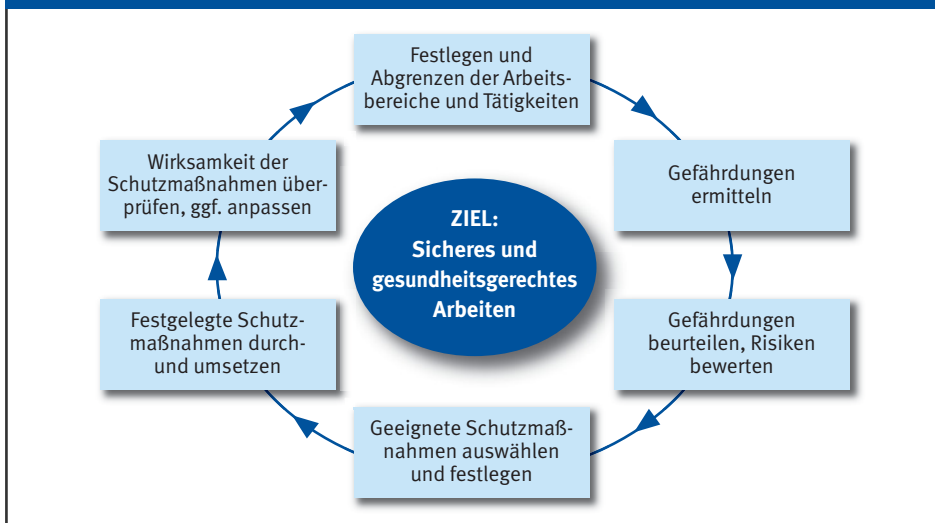 Festlegen und
Abgrenzen der Arbeits-
bereiche und Tätigkeiten
Gefährdungen
ermitteln
Gefährdungen
beurteilen, Risiken
bewerten
Geeignete Schutzmaß-
nahmen auswählen
und festlegen
Festgelegte Schutz-
maßnahmen durch-
und umsetzen
Wirksamkeit der
Schutzmaßnahmen über-
prüfen, ggf. anpassen
ZIEL:
Sicheres und
gesundheitsgerechtes
Arbeiten